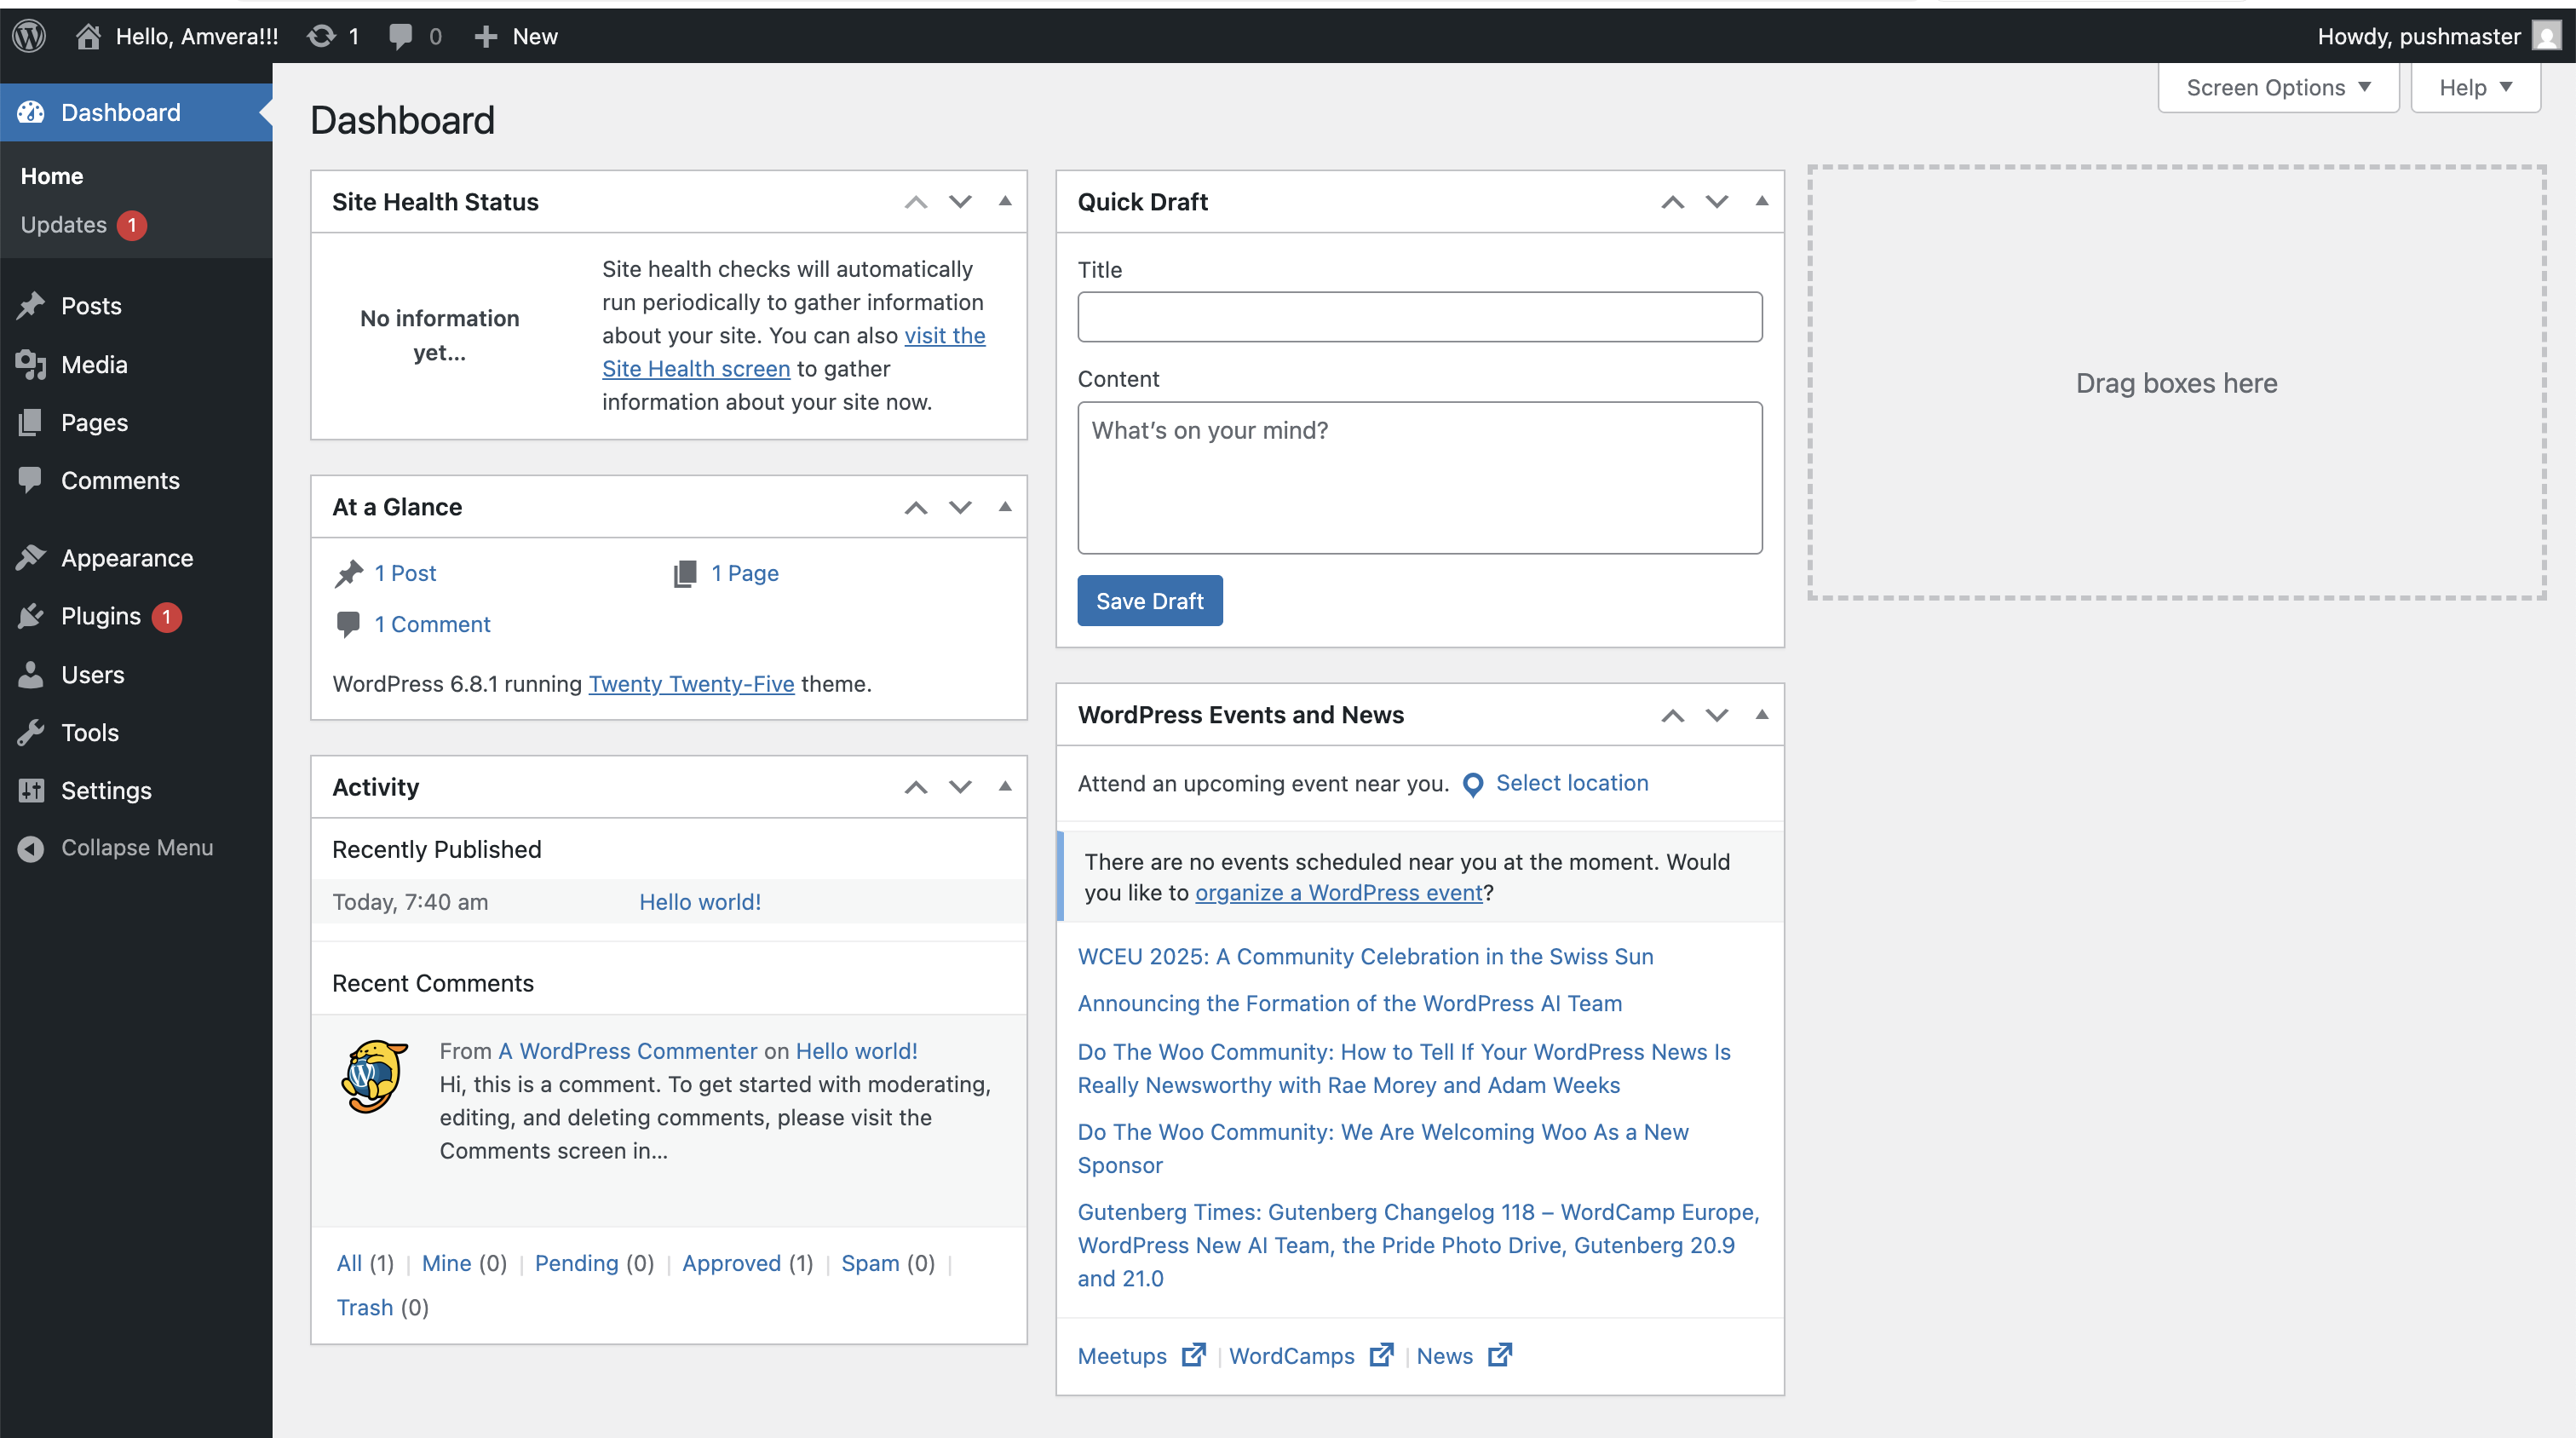 Hello, Amvera!!!
1
0
New
Howdy, pushmaster
Dashboard
Home
Updates 1
Posts
Media
Pages
Comments
Appearance
Plugins 1
Users
Tools
Settings
Collapse Menu
Screen Options
Help
Dashboard
Site Health Status
No information
yet...
Site health checks will automatically
run periodically to gather information
about your site. You can also visit the
Site Health screen to gather
information about your site now.
At a Glance
1 Post
1 Page
1 Comment
WordPress 6.8.1 running Twenty Twenty-Five theme.
Activity
Recently Published
Today, 7:40 am
Hello world!
Recent Comments
From A WordPress Commenter on Hello world!
Hi, this is a comment. To get started with moderating,
editing, and deleting comments, please visit the
Comments screen in...
All (1) | Mine (0) | Pending (0) | Approved (1) | Spam (0) |
Trash (0)
Quick Draft
Title
Content
What’s on your mind?
Save Draft
WordPress Events and News
Attend an upcoming event near you. Select location
There are no events scheduled near you at the moment. Would
you like to organize a WordPress event?
WCEU 2025: A Community Celebration in the Swiss Sun
Announcing the Formation of the WordPress AI Team
Do The Woo Community: How to Tell If Your WordPress News Is
Really Newsworthy with Rae Morey and Adam Weeks
Do The Woo Community: We Are Welcoming Woo As a New
Sponsor
Gutenberg Times: Gutenberg Changelog 118 – WordCamp Europe,
WordPress New AI Team, the Pride Photo Drive, Gutenberg 20.9
and 21.0
Meetups | WordCamps | News
Drag boxes here